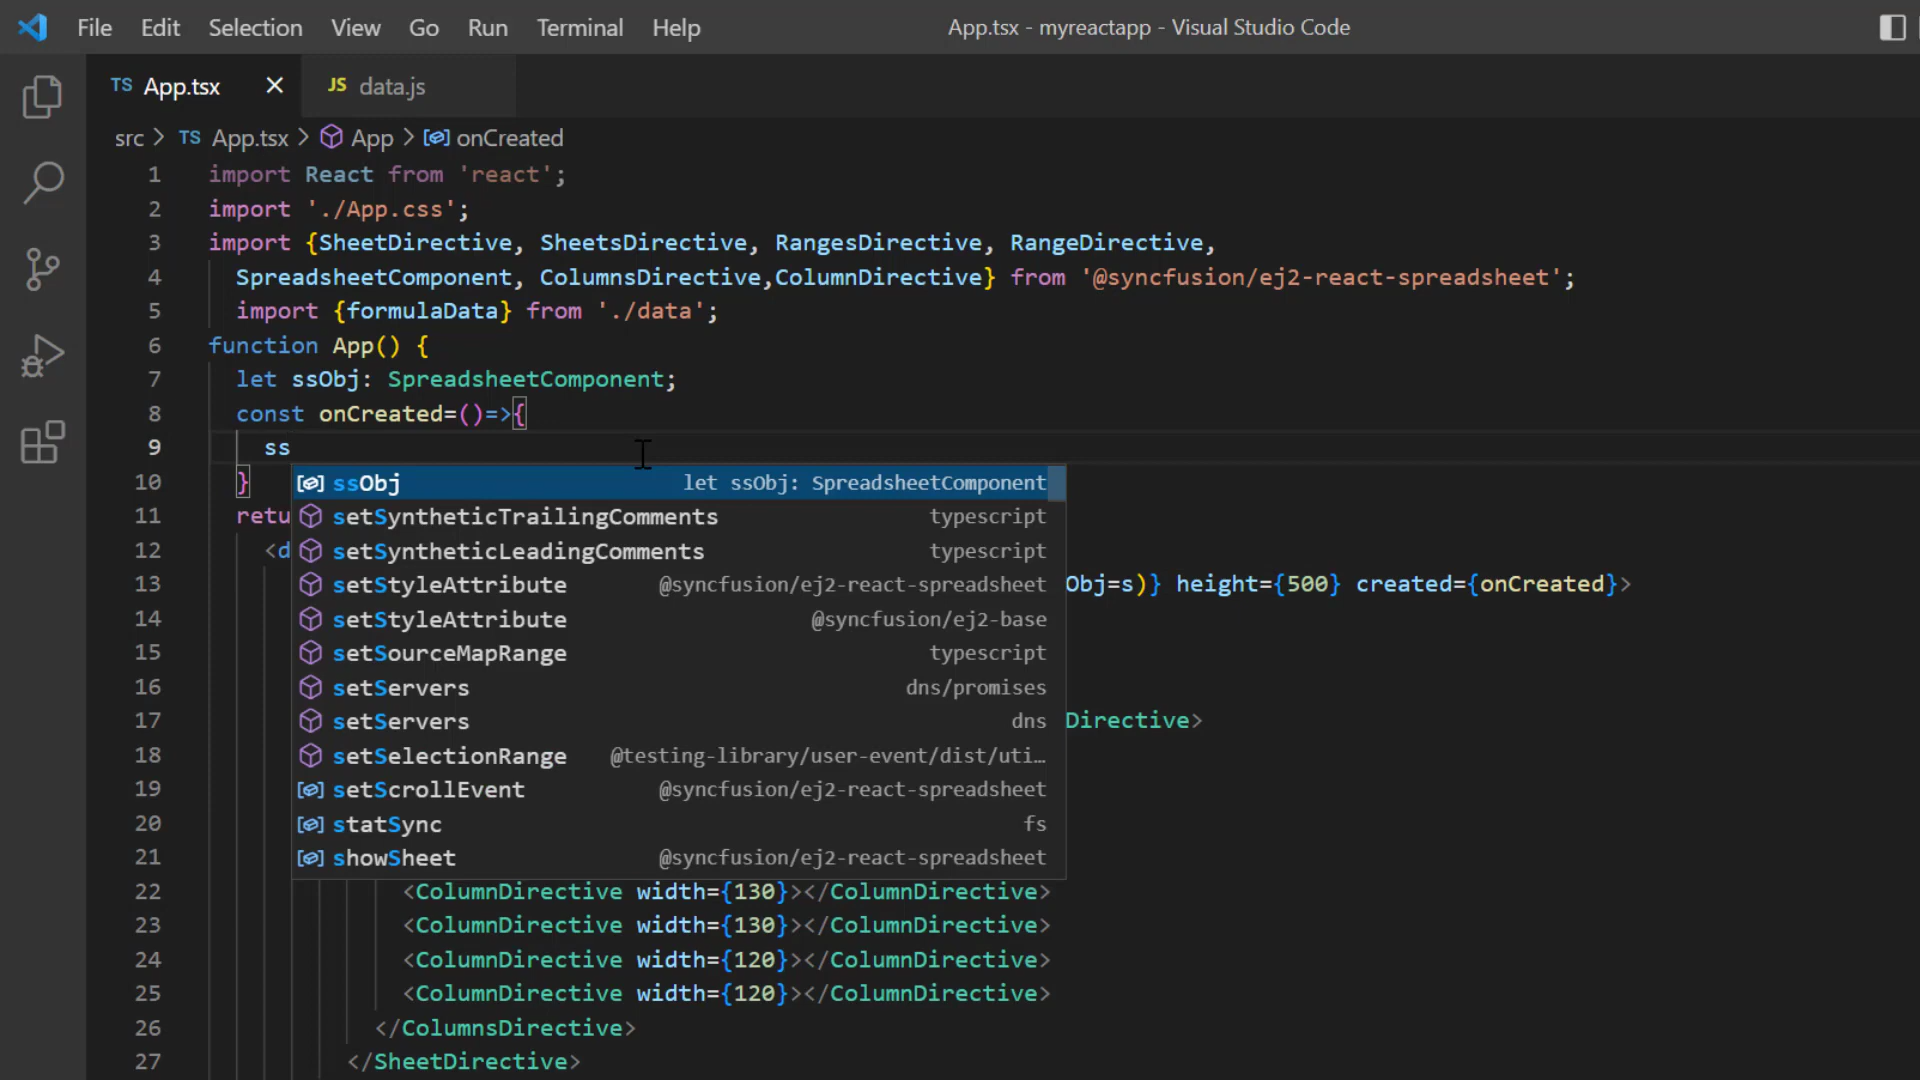 File Edit Selection View Go Run Terminal Help App.tsx - myreactapp - Visual Studio Code
TS App.tsx JS data.js
src > TS App.tsx > App > onCreated
1 import React from 'react';
2 import './App.css';
3 import {SheetDirective, SheetsDirective, RangesDirective, RangeDirective,
4 SpreadsheetComponent, ColumnsDirective,ColumnDirective} from '@syncfusion/ej2-react-spreadsheet';
5 import {formulaData} from './data';
6 function App() {
7 let ssObj: SpreadsheetComponent;
8 const onCreated=()=>{
9 ss
10 } ssObj let ssObj: SpreadsheetComponent
11 retu setSyntheticTrailingComments typescript
12 <d setSyntheticLeadingComments typescript
13 setStyleAttribute @syncfusion/ej2-react-spreadsheet Obj=s)} height={500} created={onCreated}>
14 setStyleAttribute @syncfusion/ej2-base
15 setSourceMapRange typescript
16 setServers dns/promises
17 setServers dns Directive>
18 setSelectionRange @testing-library/user-event/dist/uti…
19 setScrollEvent @syncfusion/ej2-react-spreadsheet
20 statSync fs
21 showSheet @syncfusion/ej2-react-spreadsheet
22 <ColumnDirective width={130}></ColumnDirective>
23 <ColumnDirective width={130}></ColumnDirective>
24 <ColumnDirective width={120}></ColumnDirective>
25 <ColumnDirective width={120}></ColumnDirective>
26 </ColumnsDirective>
27 </SheetDirective>